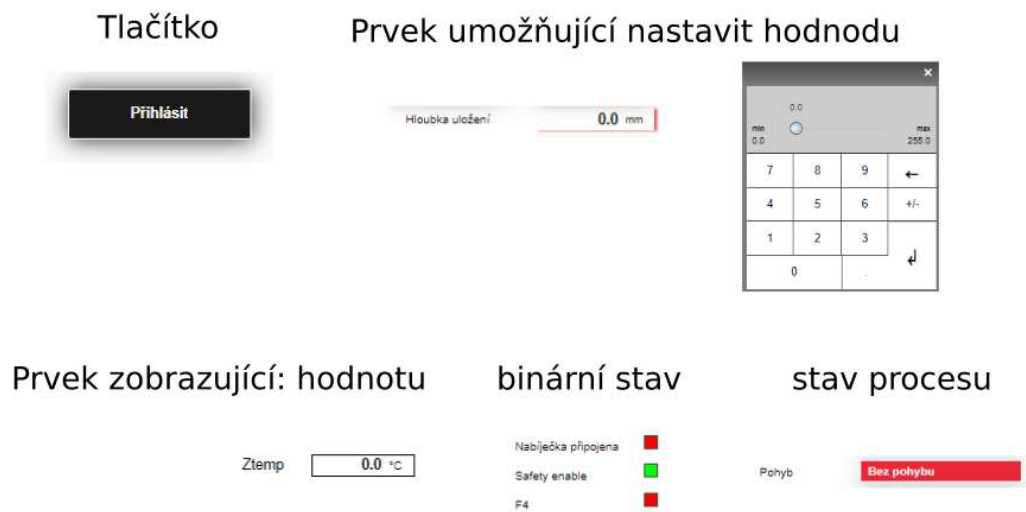 Tlačítko
Prvek umožňující nastavit hodnodu
Přihlásit
Hloubka uložení 0.0 mm
×
0.0
min max
0.0 255.0
7 8 9 ←
4 5 6 +/-
1 2 3
0 . ↲
Prvek zobrazující: hodnotu
binární stav
stav procesu
Ztemp 0.0 °C
Nabíječka připojena
Safety enable
F4
Pohyb Bez pohybu